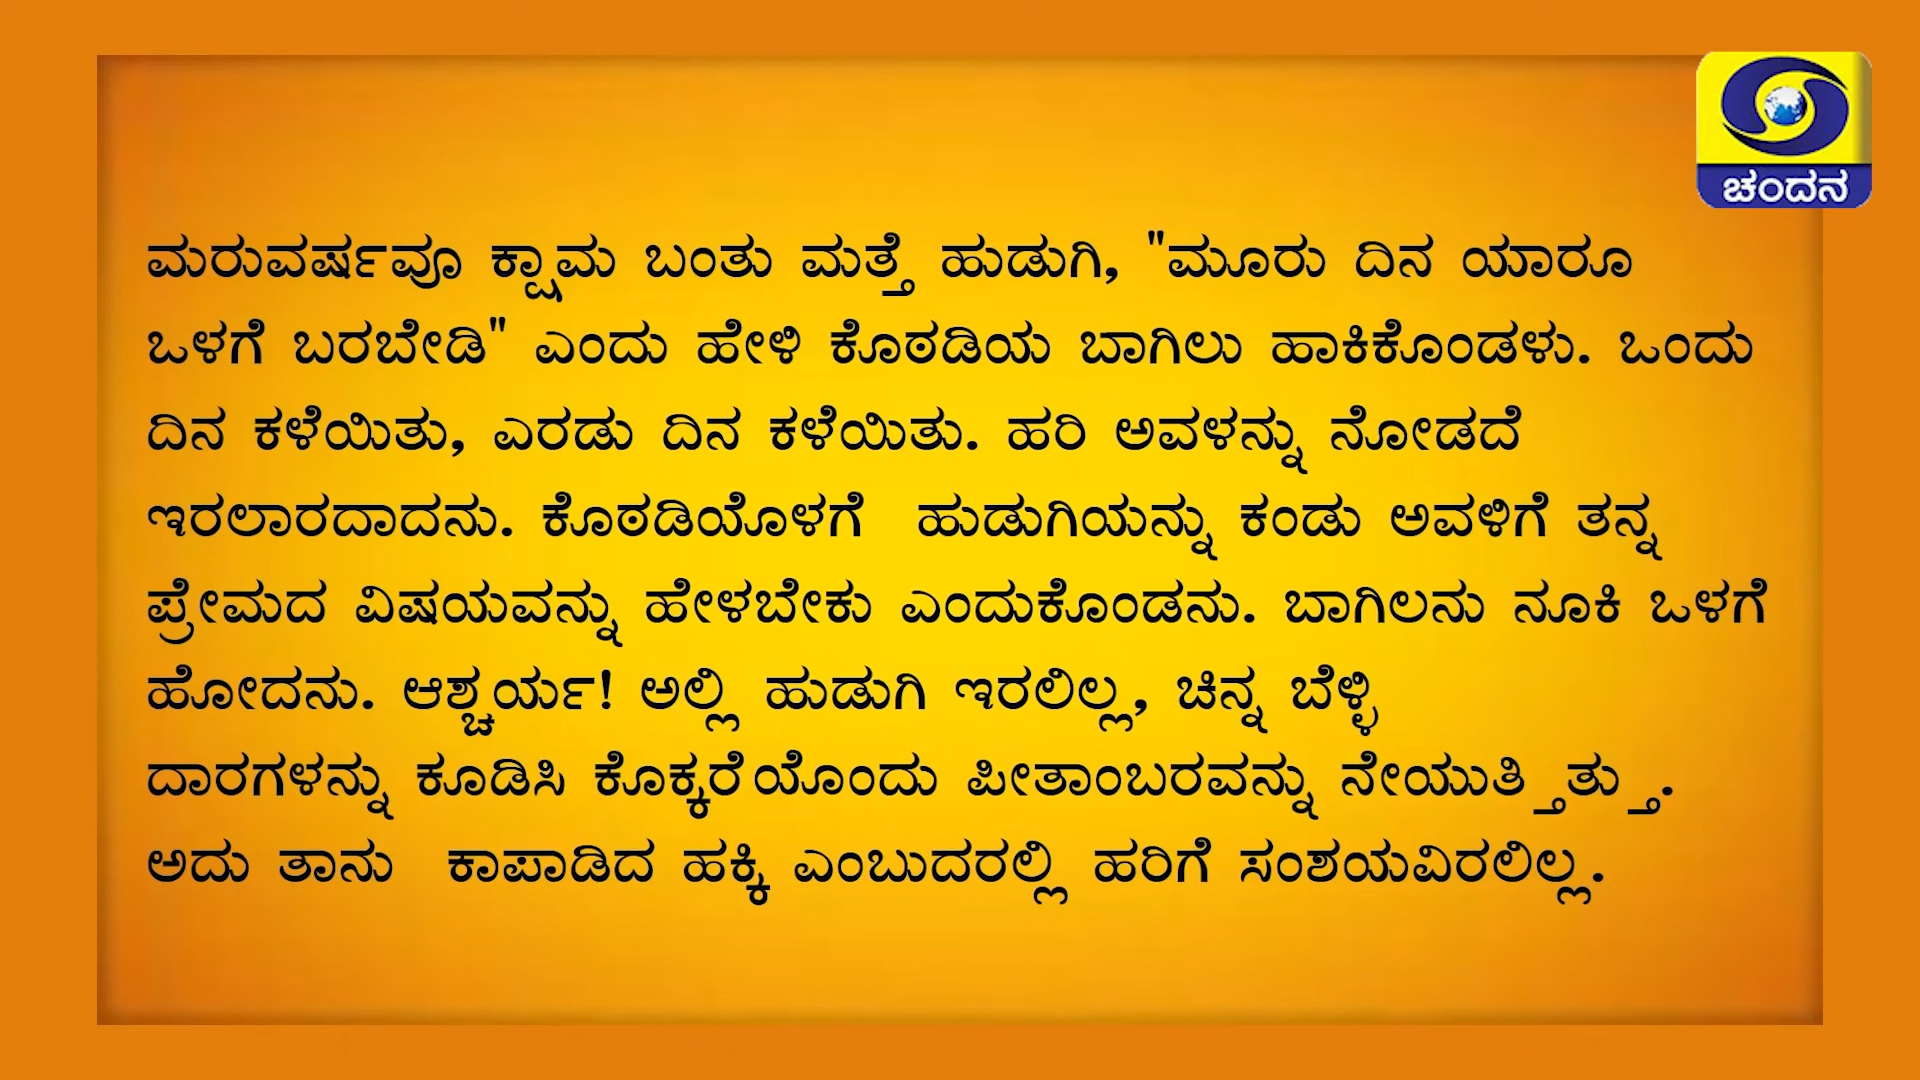 ಚಂದನ
ಮರುವರ್ಷವೂ ಕ್ಷಾಮ ಬಂತು ಮತ್ತೆ ಹುಡುಗಿ, "ಮೂರು ದಿನ ಯಾರೂ
ಒಳಗೆ ಬರಬೇಡಿ" ಎಂದು ಹೇಳಿ ಕೊಠಡಿಯ ಬಾಗಿಲು ಹಾಕಿಕೊಂಡಳು. ಒಂದು
ದಿನ ಕಳೆಯಿತು, ಎರಡು ದಿನ ಕಳೆಯಿತು. ಹರಿ ಅವಳನ್ನು ನೋಡದೆ
ಇರಲಾರದಾದನು. ಕೊಠಡಿಯೊಳಗೆ ಹುಡುಗಿಯನ್ನು ಕಂಡು ಅವಳಿಗೆ ತನ್ನ
ಪ್ರೇಮದ ವಿಷಯವನ್ನು ಹೇಳಬೇಕು ಎಂದುಕೊಂಡನು. ಬಾಗಿಲನು ನೂಕಿ ಒಳಗೆ
ಹೋದನು. ಆಶ್ಚರ್ಯ! ಅಲ್ಲಿ ಹುಡುಗಿ ಇರಲಿಲ್ಲ, ಚಿನ್ನ ಬೆಳ್ಳಿ
ದಾರಗಳನ್ನು ಕೂಡಿಸಿ ಕೊಕ್ಕರೆಯೊಂದು ಪೀತಾಂಬರವನ್ನು ನೇಯುತ್ತಿತ್ತು.
ಅದು ತಾನು ಕಾಪಾಡಿದ ಹಕ್ಕಿ ಎಂಬುದರಲ್ಲಿ ಹರಿಗೆ ಸಂಶಯವಿರಲಿಲ್ಲ.